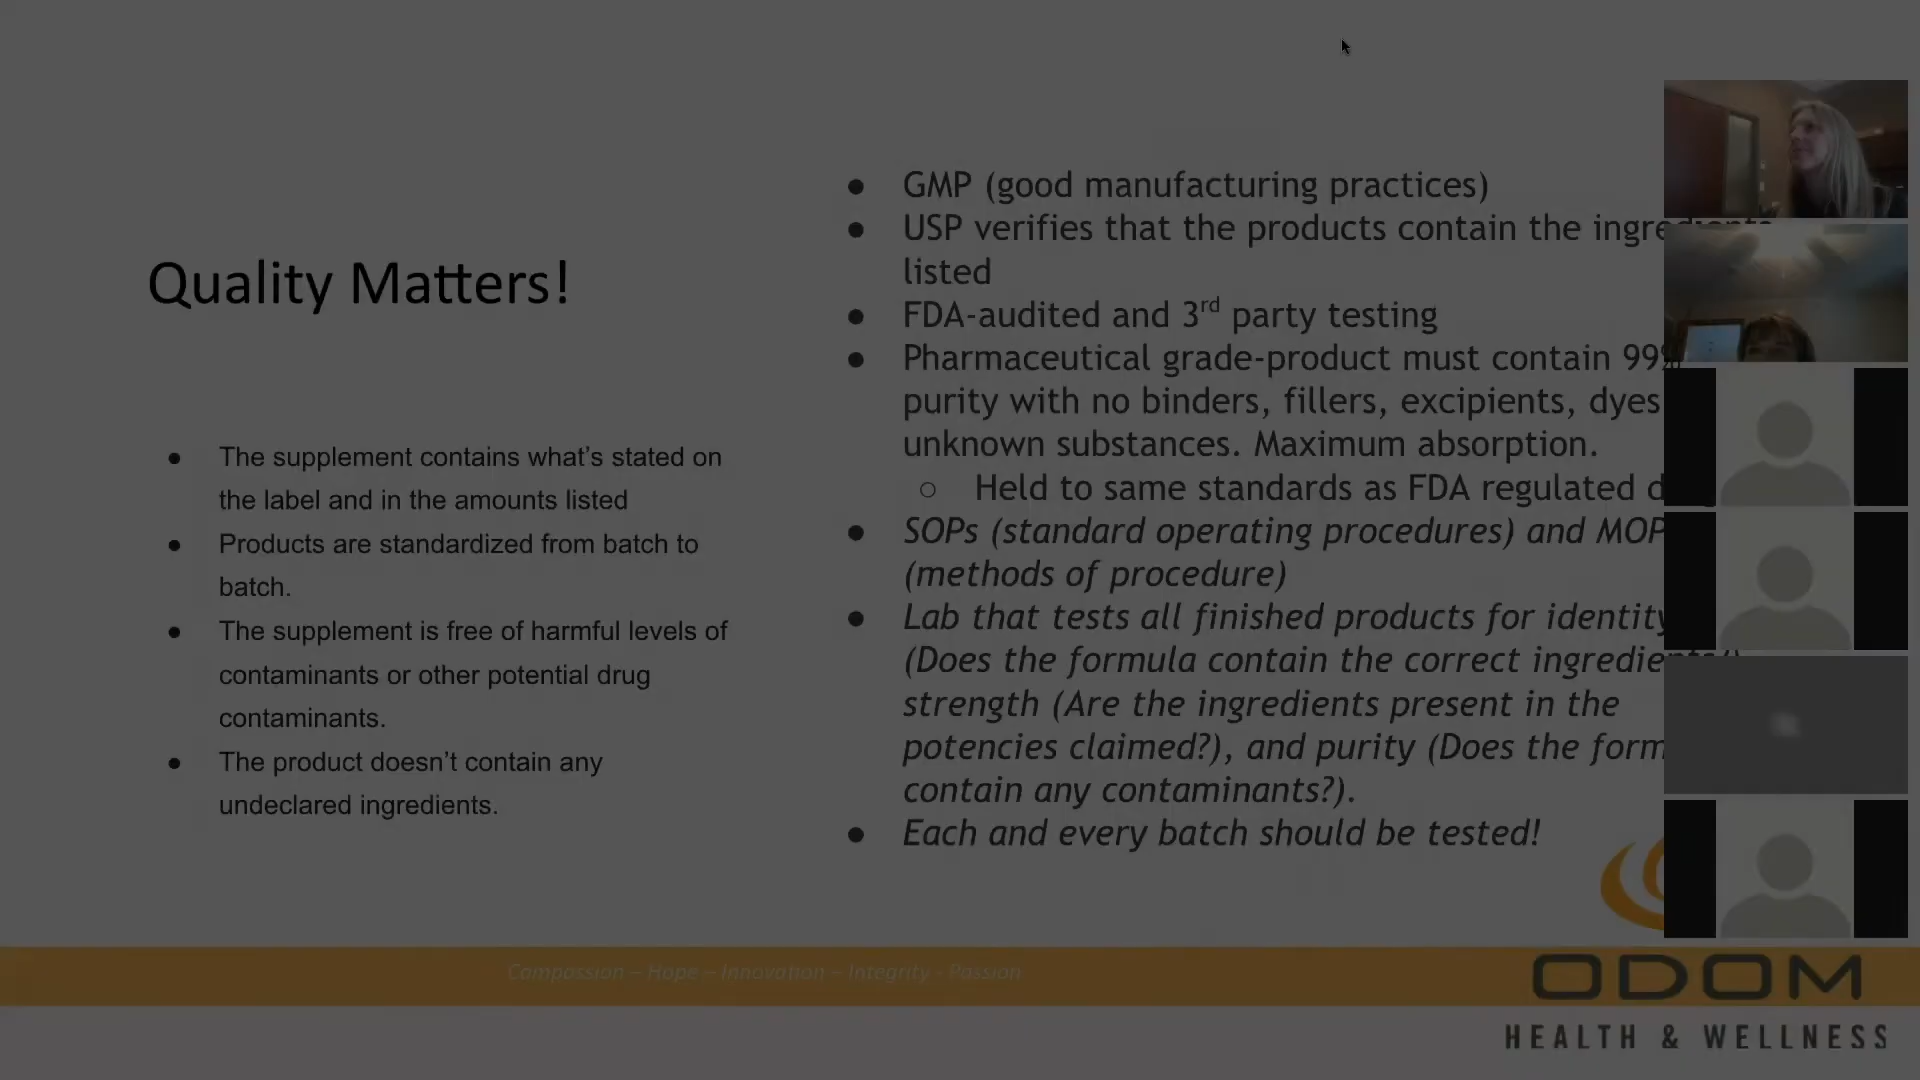 Quality Matters!
● The supplement contains what’s stated on
the label and in the amounts listed
● Products are standardized from batch to
batch.
● The supplement is free of harmful levels of
contaminants or other potential drug
contaminants.
● The product doesn’t contain any
undeclared ingredients.
● GMP (good manufacturing practices)
● USP verifies that the products contain the ingredients
listed
● FDA-audited and 3rd party testing
● Pharmaceutical grade-product must contain 99%
purity with no binders, fillers, excipients, dyes
unknown substances. Maximum absorption.
○ Held to same standards as FDA regulated
● SOPs (standard operating procedures) and
(methods of procedure)
● Lab that tests all finished products for identity
(Does the formula contain the correct
strength (Are the ingredients present in the
potencies claimed?), and purity (Does the
contain any contaminants?).
● Each and every batch should be tested!
Compassion – Hope – Innovation – Integrity - Passion
ODOM
HEALTH & WELLNESS